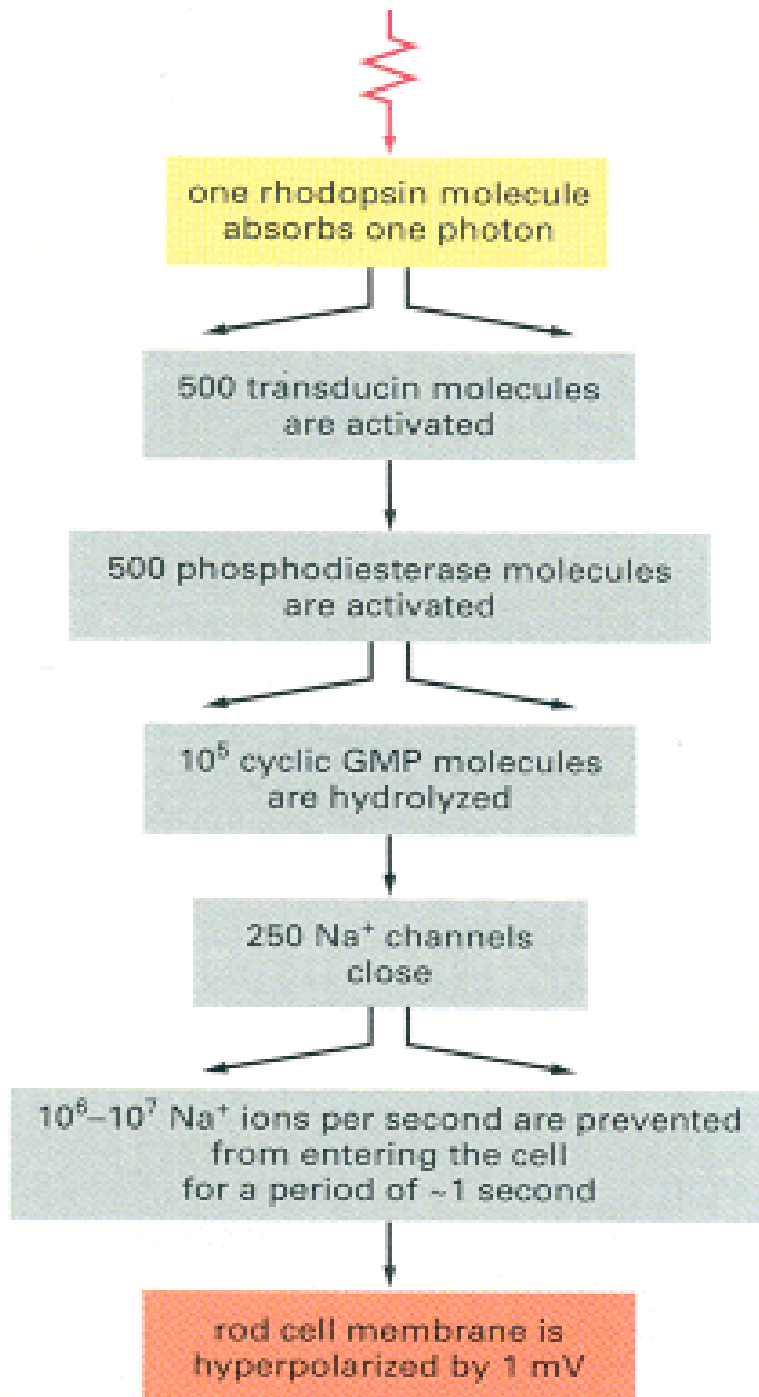 one rhodopsin molecule
absorbs one photon
500 transducin molecules
are activated
500 phosphodiesterase molecules
are activated
10⁵ cyclic GMP molecules
are hydrolyzed
250 Na⁺ channels
close
10⁶–10⁷ Na⁺ ions per second are prevented
from entering the cell
for a period of ~1 second
rod cell membrane is
hyperpolarized by 1 mV